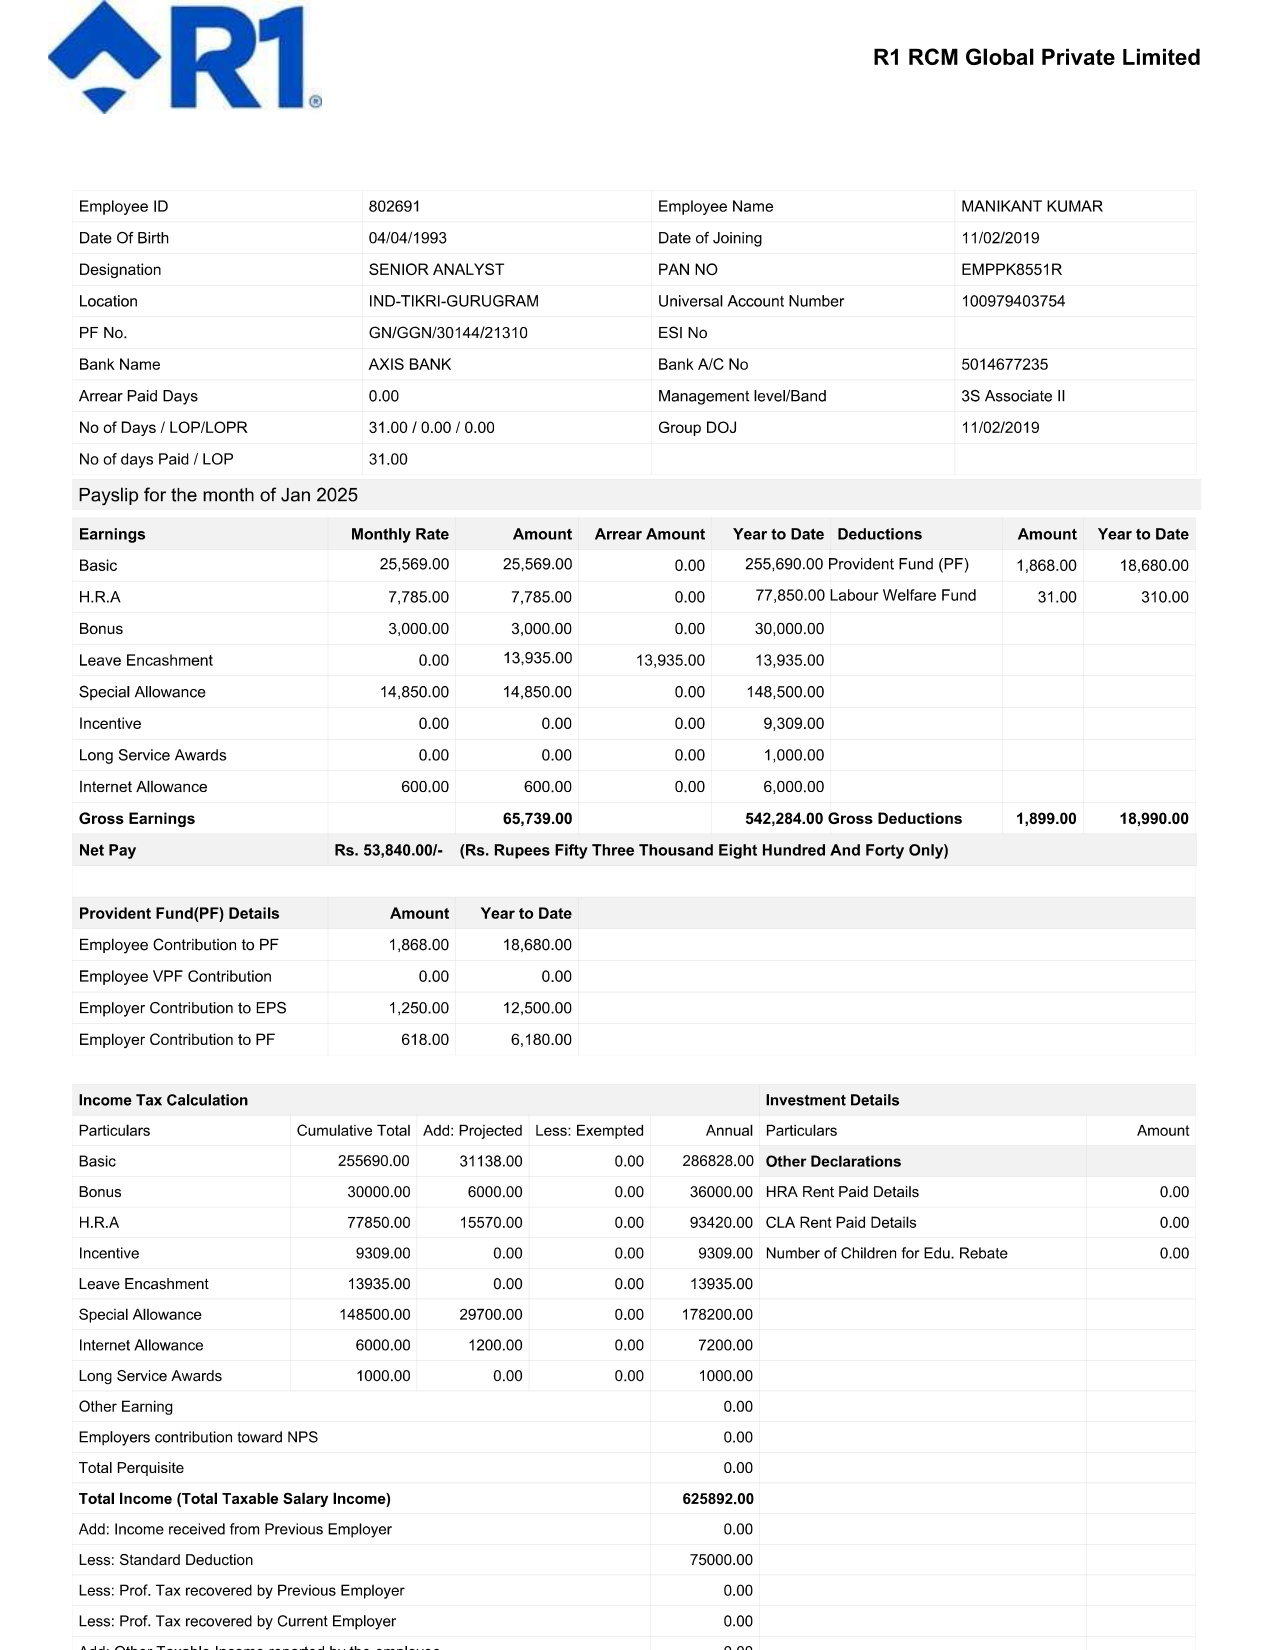 R1®
R1 RCM Global Private Limited
Employee ID 802691 Employee Name MANIKANT KUMAR
Date Of Birth 04/04/1993 Date of Joining 11/02/2019
Designation SENIOR ANALYST PAN NO EMPPK8551R
Location IND-TIKRI-GURUGRAM Universal Account Number 100979403754
PF No. GN/GGN/30144/21310 ESI No
Bank Name AXIS BANK Bank A/C No 5014677235
Arrear Paid Days 0.00 Management level/Band 3S Associate II
No of Days / LOP/LOPR 31.00 / 0.00 / 0.00 Group DOJ 11/02/2019
No of days Paid / LOP 31.00
Payslip for the month of Jan 2025
Earnings Monthly Rate Amount Arrear Amount Year to Date Deductions Amount Year to Date
Basic 25,569.00 25,569.00 0.00 255,690.00 Provident Fund (PF) 1,868.00 18,680.00
H.R.A 7,785.00 7,785.00 0.00 77,850.00 Labour Welfare Fund 31.00 310.00
Bonus 3,000.00 3,000.00 0.00 30,000.00
Leave Encashment 0.00 13,935.00 13,935.00 13,935.00
Special Allowance 14,850.00 14,850.00 0.00 148,500.00
Incentive 0.00 0.00 0.00 9,309.00
Long Service Awards 0.00 0.00 0.00 1,000.00
Internet Allowance 600.00 600.00 0.00 6,000.00
Gross Earnings 65,739.00 542,284.00 Gross Deductions 1,899.00 18,990.00
Net Pay Rs. 53,840.00/- (Rs. Rupees Fifty Three Thousand Eight Hundred And Forty Only)
Provident Fund(PF) Details Amount Year to Date
Employee Contribution to PF 1,868.00 18,680.00
Employee VPF Contribution 0.00 0.00
Employer Contribution to EPS 1,250.00 12,500.00
Employer Contribution to PF 618.00 6,180.00
Income Tax Calculation Investment Details
Particulars Cumulative Total Add: Projected Less: Exempted Annual Particulars Amount
Basic 255690.00 31138.00 0.00 286828.00 Other Declarations
Bonus 30000.00 6000.00 0.00 36000.00 HRA Rent Paid Details 0.00
H.R.A 77850.00 15570.00 0.00 93420.00 CLA Rent Paid Details 0.00
Incentive 9309.00 0.00 0.00 9309.00 Number of Children for Edu. Rebate 0.00
Leave Encashment 13935.00 0.00 0.00 13935.00
Special Allowance 148500.00 29700.00 0.00 178200.00
Internet Allowance 6000.00 1200.00 0.00 7200.00
Long Service Awards 1000.00 0.00 0.00 1000.00
Other Earning 0.00
Employers contribution toward NPS 0.00
Total Perquisite 0.00
Total Income (Total Taxable Salary Income) 625892.00
Add: Income received from Previous Employer 0.00
Less: Standard Deduction 75000.00
Less: Prof. Tax recovered by Previous Employer 0.00
Less: Prof. Tax recovered by Current Employer 0.00
Add: Other Taxable Income reported by the employee 0.00